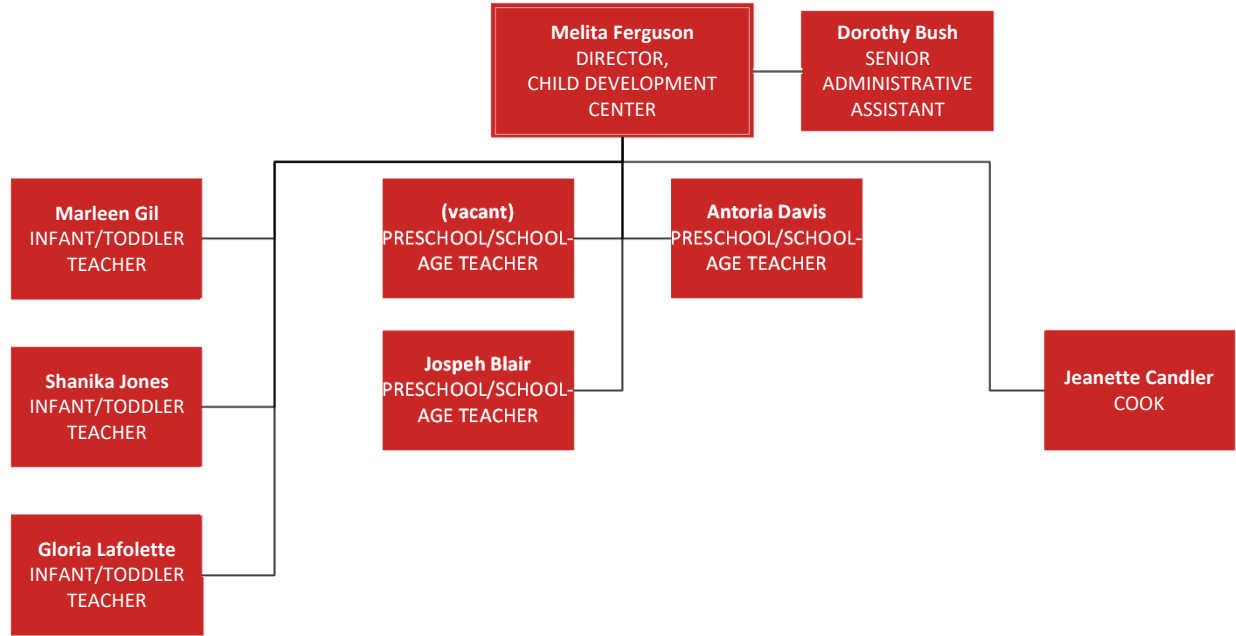 Melita Ferguson
DIRECTOR,
CHILD DEVELOPMENT
CENTER
Dorothy Bush
SENIOR
ADMINISTRATIVE
ASSISTANT
Marleen Gil
INFANT/TODDLER
TEACHER
(vacant)
PRESCHOOL/SCHOOL-
AGE TEACHER
Antoria Davis
PRESCHOOL/SCHOOL-
AGE TEACHER
Shanika Jones
INFANT/TODDLER
TEACHER
Jospeh Blair
PRESCHOOL/SCHOOL-
AGE TEACHER
Jeanette Candler
COOK
Gloria Lafolette
INFANT/TODDLER
TEACHER